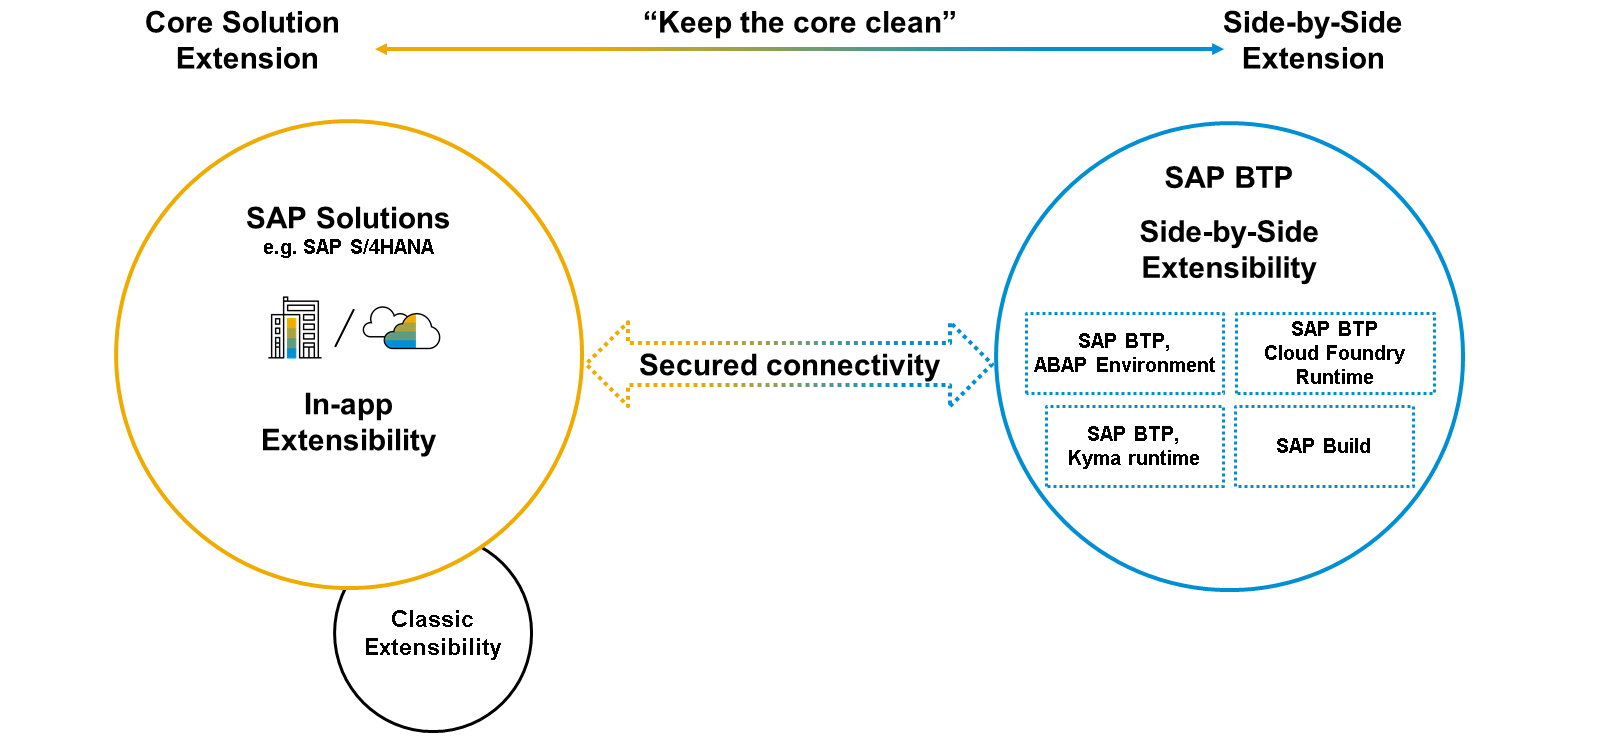 Core Solution
Extension
“Keep the core clean”
Side-by-Side
Extension
SAP Solutions
e.g. SAP S/4HANA
In-app
Extensibility
Classic
Extensibility
Secured connectivity
SAP BTP
Side-by-Side
Extensibility
SAP BTP,
ABAP Environment
SAP BTP
Cloud Foundry
Runtime
SAP BTP,
Kyma runtime
SAP Build